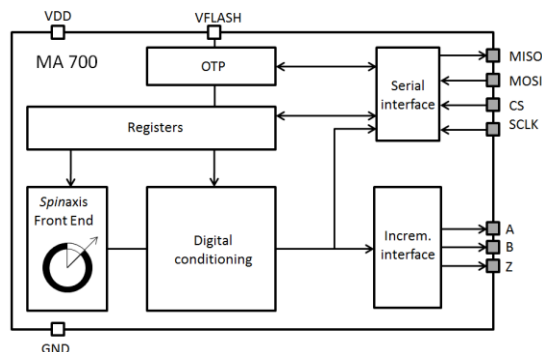 VDD
VFLASH
MA 700
OTP
MISO
MOSI
CS
SCLK
Serial
interface
Registers
Spinaxis
Front End
Digital
conditioning
Increm.
interface
A
B
Z
GND